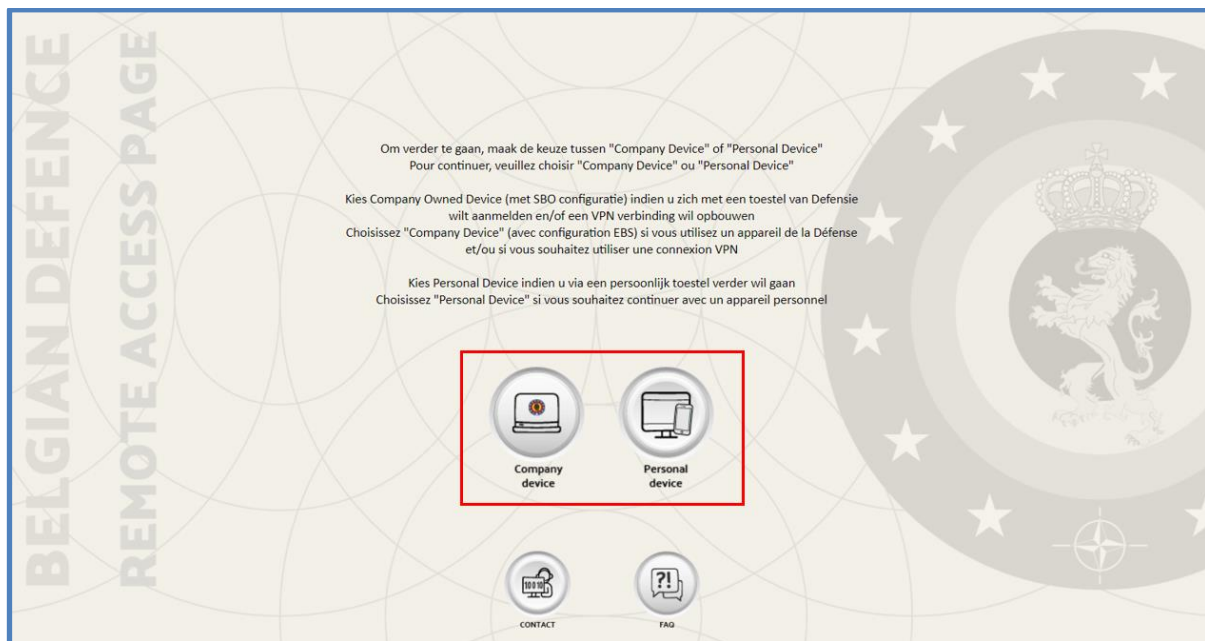 BELGIAN DEFENCE
REMOTE ACCESS PAGE
Om verder te gaan, maak de keuze tussen "Company Device" of "Personal Device"
Pour continuer, veuillez choisir "Company Device" ou "Personal Device"
Kies Company Owned Device (met SBO configuratie) indien u zich met een toestel van Defensie
wilt aanmelden en/of een VPN verbinding wil opbouwen
Choisissez "Company Device" (avec configuration EBS) si vous utilisez un appareil de la Défense
et/ou si vous souhaitez utiliser une connexion VPN
Kies Personal Device indien u via een persoonlijk toestel verder wil gaan
Choisissez "Personal Device" si vous souhaitez continuer avec un appareil personnel
Company
device
Personal
device
10010
?!
CONTACT
FAQ